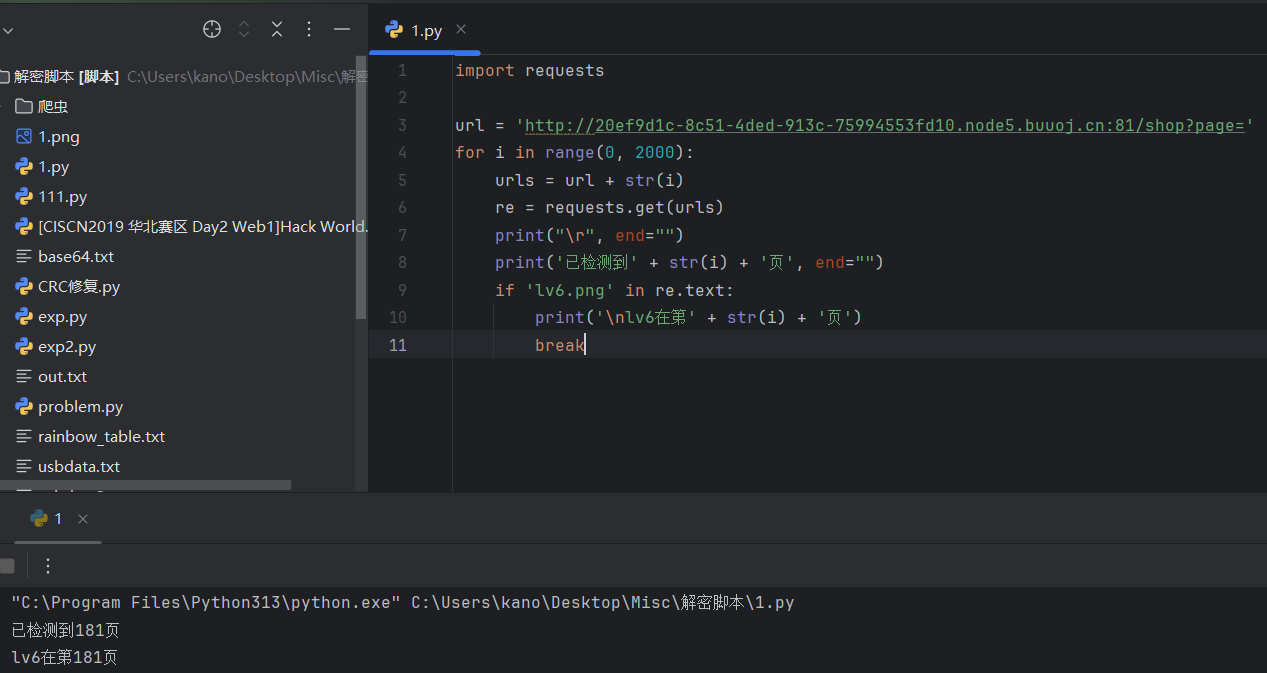 1.py
解密脚本 [脚本] C:\Users\kano\Desktop\Misc\解密
爬虫
1.png
1.py
111.py
[CISCN2019 华北赛区 Day2 Web1]Hack World.
base64.txt
CRC修复.py
exp.py
exp2.py
out.txt
problem.py
rainbow_table.txt
usbdata.txt
1 import requests
2
3 url = 'http://20ef9d1c-8c51-4ded-913c-75994553fd10.node5.buuoj.cn:81/shop?page='
4 for i in range(0, 2000):
5 urls = url + str(i)
6 re = requests.get(urls)
7 print("\r", end="")
8 print('已检测到' + str(i) + '页', end="")
9 if 'lv6.png' in re.text:
10 print('\nlv6在第' + str(i) + '页')
11 break
1
"C:\Program Files\Python313\python.exe" C:\Users\kano\Desktop\Misc\解密脚本\1.py
已检测到181页
lv6在第181页